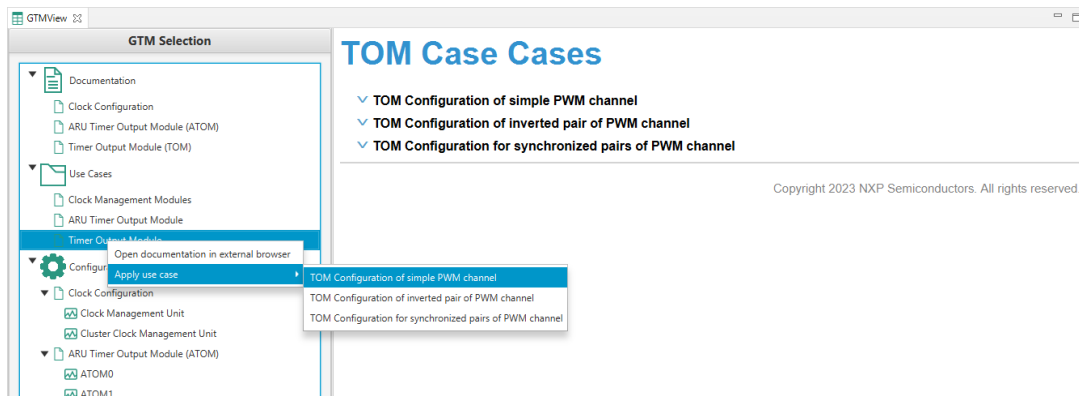 GTMView
GTM Selection
Documentation
Clock Configuration
ARU Timer Output Module (ATOM)
Timer Output Module (TOM)
Use Cases
Clock Management Modules
ARU Timer Output Module
Timer Output Module
Open documentation in external browser
Apply use case
TOM Configuration of simple PWM channel
TOM Configuration of inverted pair of PWM channel
TOM Configuration for synchronized pairs of PWM channel
Clock Configuration
Clock Management Unit
Cluster Clock Management Unit
ARU Timer Output Module (ATOM)
ATOM0
ATOM1
TOM Case Cases
TOM Configuration of simple PWM channel
TOM Configuration of inverted pair of PWM channel
TOM Configuration for synchronized pairs of PWM channel
Copyright 2023 NXP Semiconductors. All rights reserved